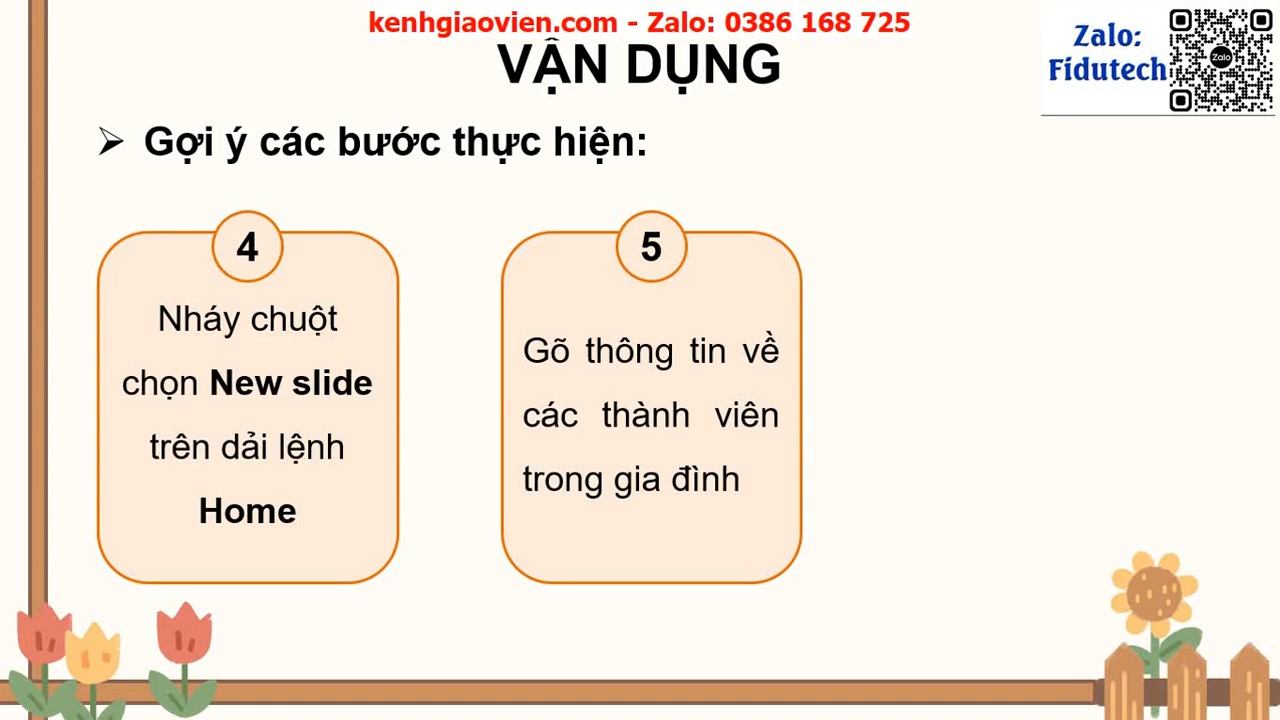 kenhgiaovien.com - Zalo: 0386 168 725
VẬN DỤNG
Zalo:
Fidutech
Zalo
➢ Gợi ý các bước thực hiện:
4
Nháy chuột
chọn New slide
trên dải lệnh
Home
5
Gõ thông tin về
các thành viên
trong gia đình